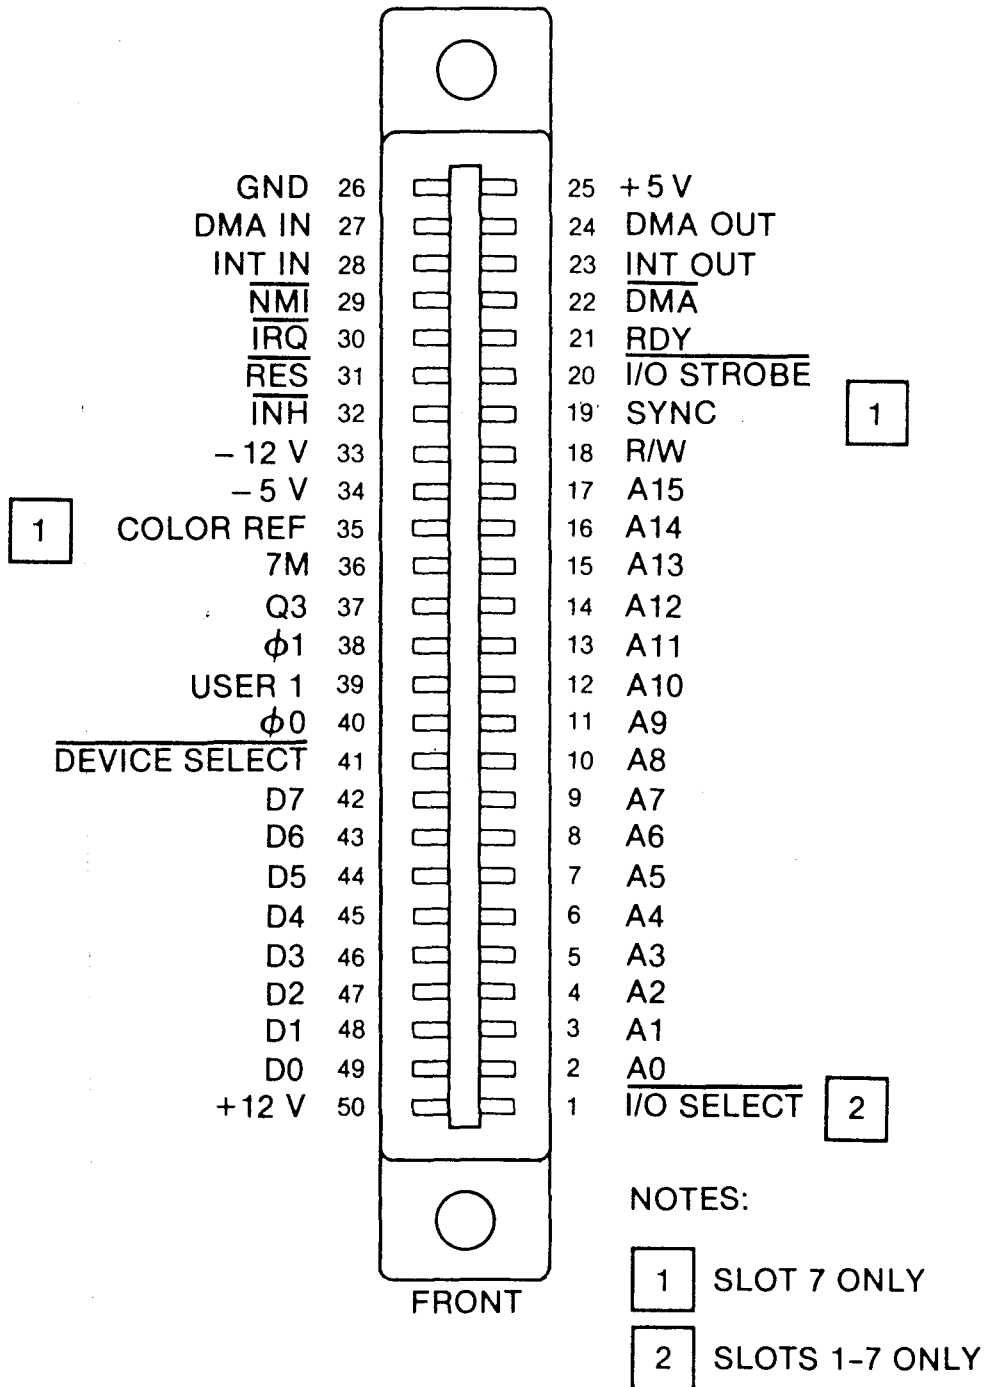 GND 26 25 +5 V
DMA IN 27 24 DMA OUT
INT IN 28 23 INT OUT
NMI 29 22 DMA
IRQ 30 21 RDY
RES 31 20 I/O STROBE
INH 32 19 SYNC 1
−12 V 33 18 R/W
−5 V 34 17 A15
1 COLOR REF 35 16 A14
7M 36 15 A13
Q3 37 14 A12
ϕ1 38 13 A11
USER 1 39 12 A10
ϕ0 40 11 A9
DEVICE SELECT 41 10 A8
D7 42 9 A7
D6 43 8 A6
D5 44 7 A5
D4 45 6 A4
D3 46 5 A3
D2 47 4 A2
D1 48 3 A1
D0 49 2 A0
+12 V 50 1 I/O SELECT 2
FRONT
NOTES:
1 SLOT 7 ONLY
2 SLOTS 1–7 ONLY